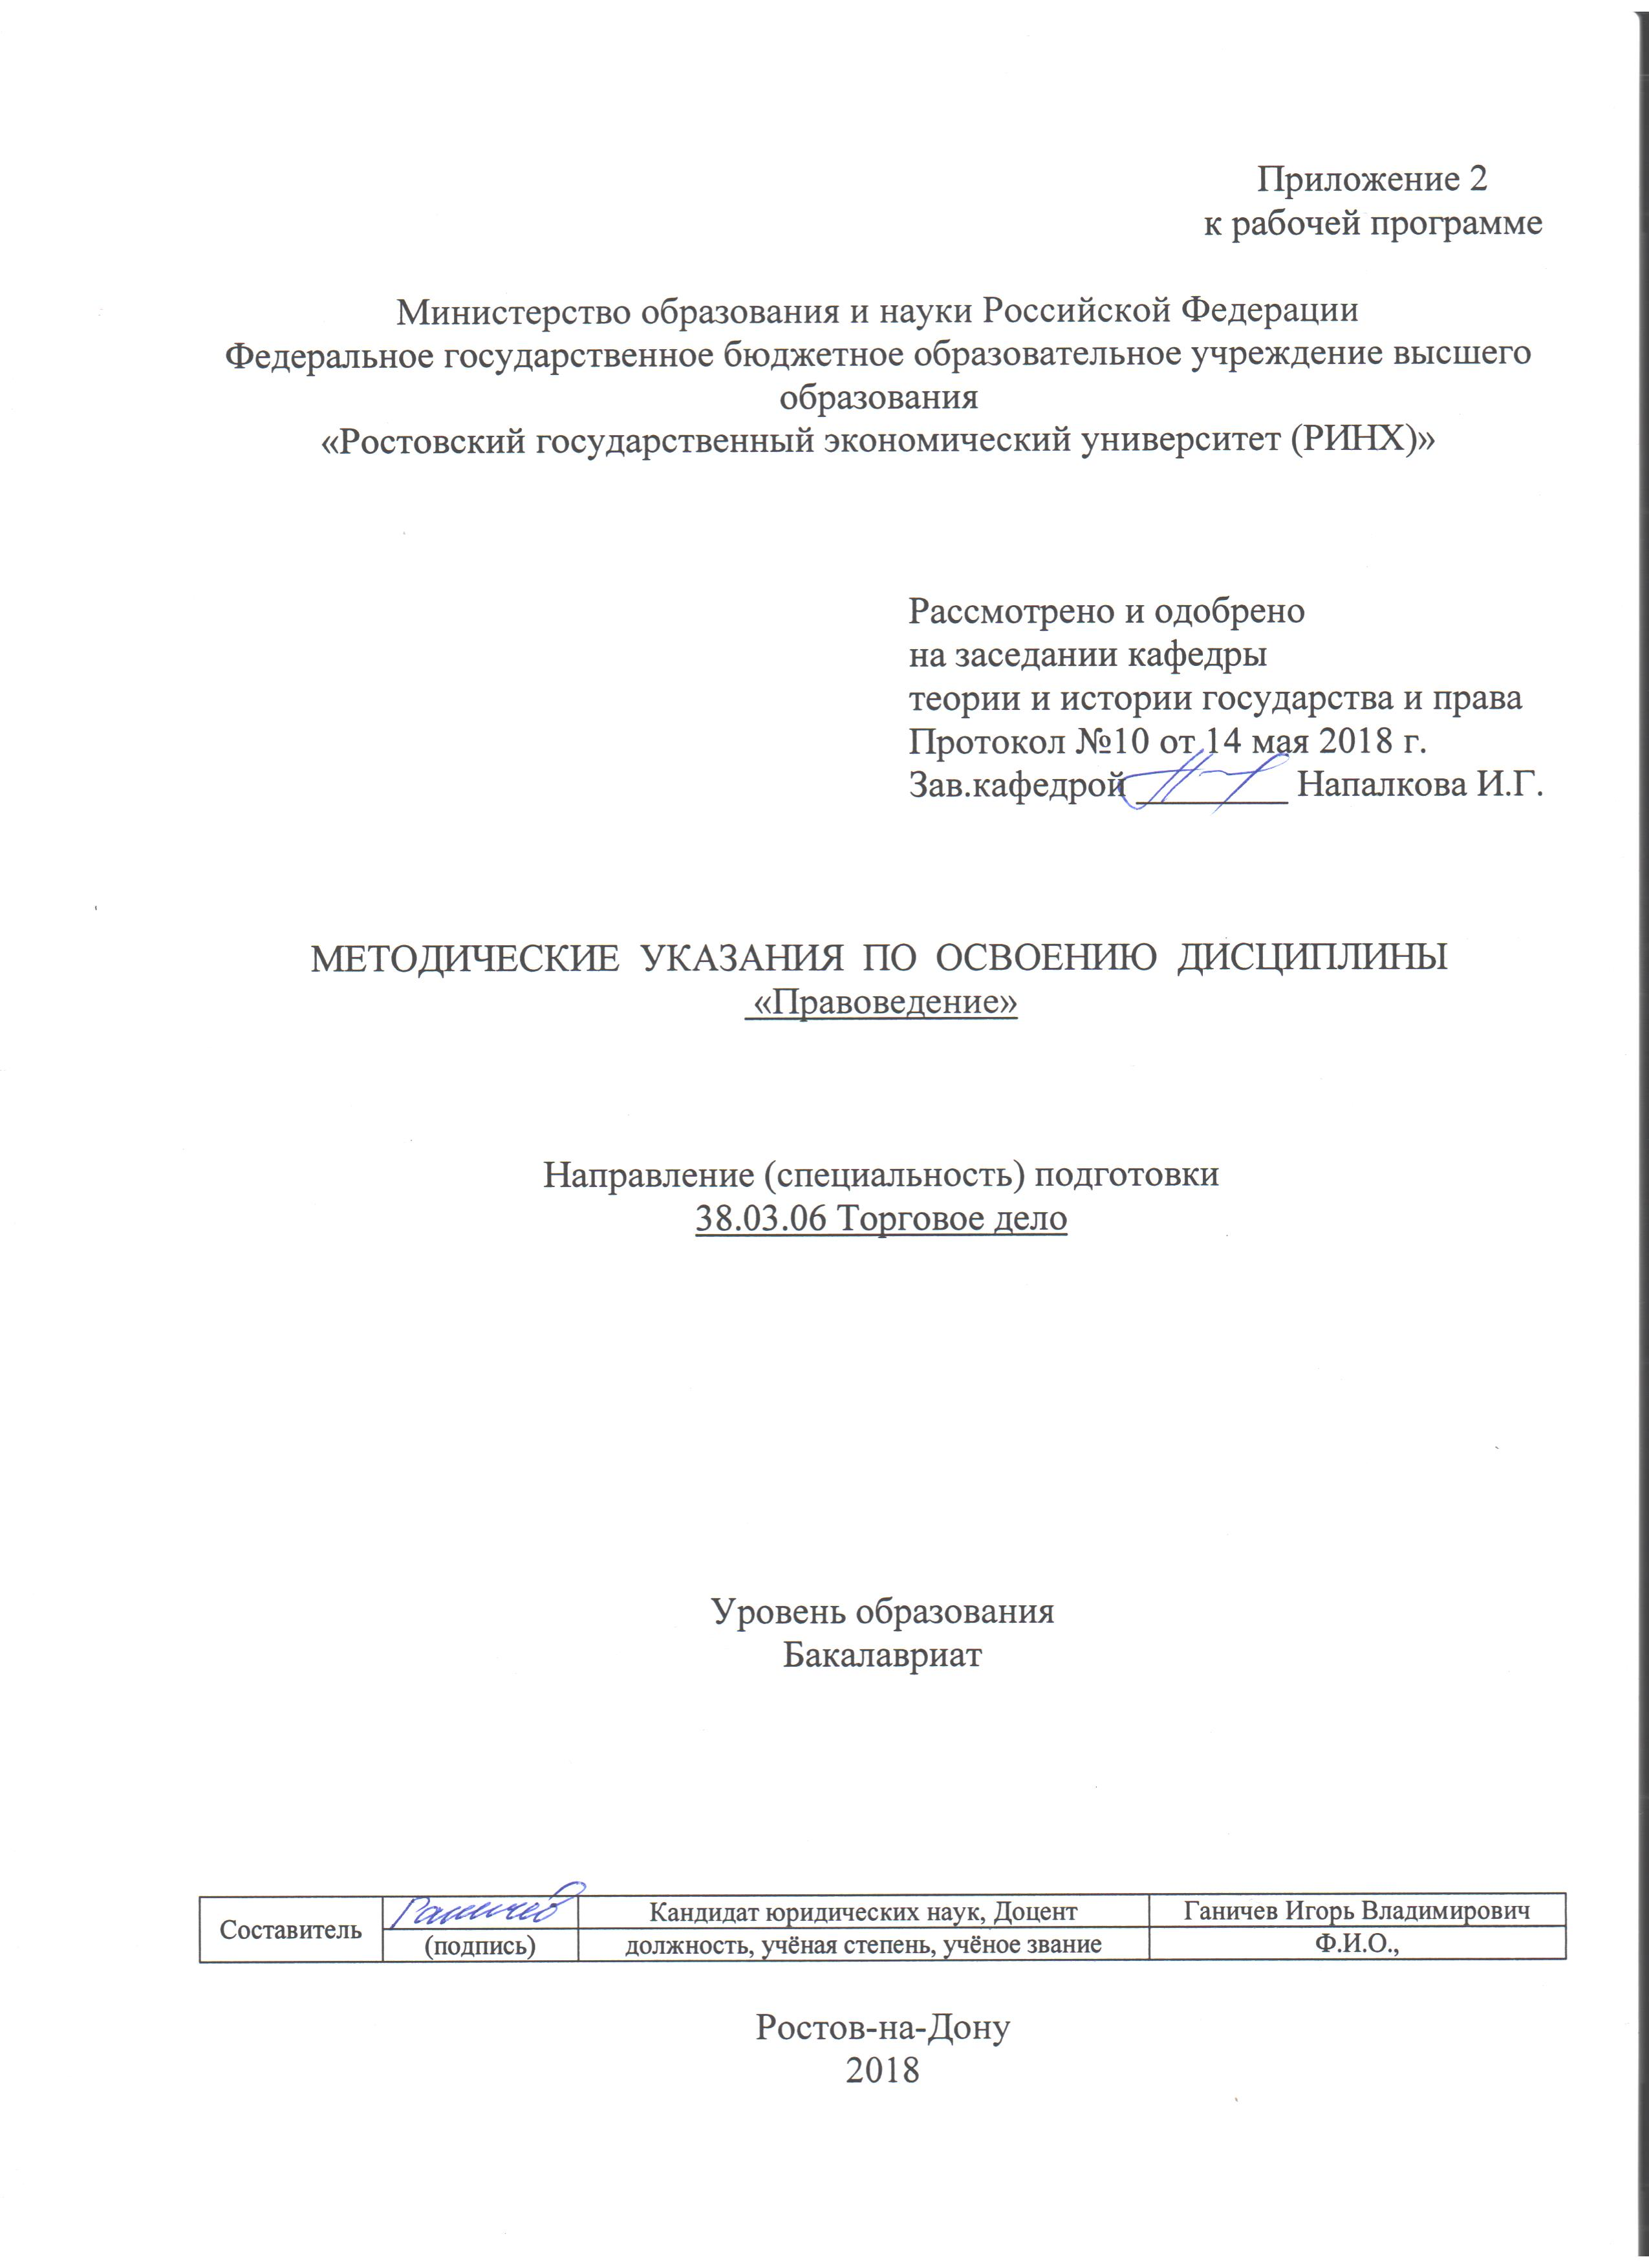 Приложение 2
к рабочей программе
Министерство образования и науки Российской Федерации
Федеральное государственное бюджетное образовательное учреждение высшего
образования
«Ростовский государственный экономический университет (РИНХ)»
Рассмотрено и одобрено
на заседании кафедры
теории и истории государства и права
Протокол №10 от 14 мая 2018 г.
Зав.кафедрой ________ Напалкова И.Г.
МЕТОДИЧЕСКИЕ УКАЗАНИЯ ПО ОСВОЕНИЮ ДИСЦИПЛИНЫ
«Правоведение»
Направление (специальность) подготовки
38.03.06 Торговое дело
Уровень образования
Бакалавриат
Составитель
Ганичев
Кандидат юридических наук, Доцент
Ганичев Игорь Владимирович
(подпись)
должность, учёная степень, учёное звание
Ф.И.О.,
Ростов-на-Дону
2018